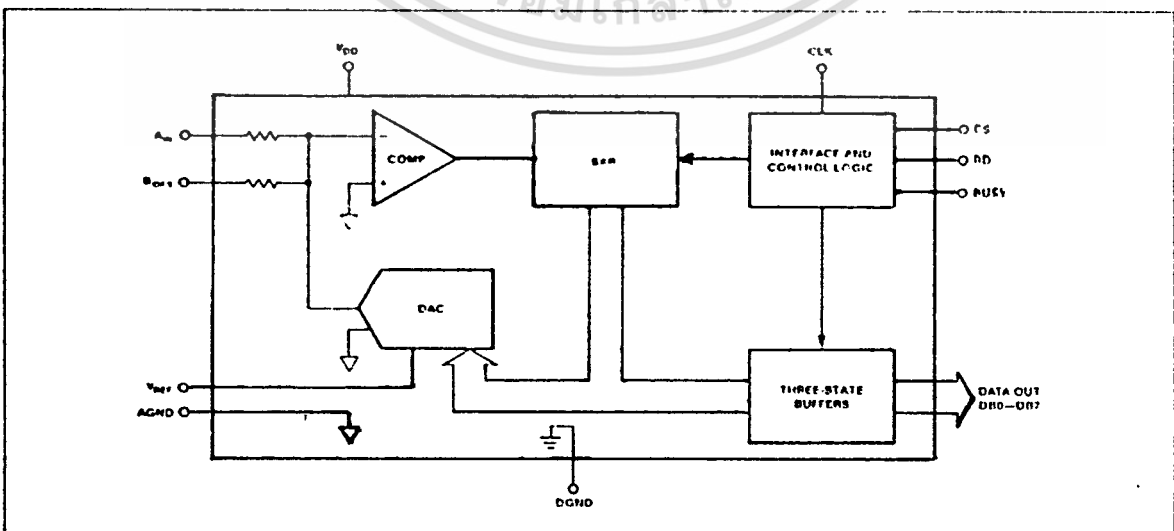 VDD
CLK
AIN
BOFS
COMP
SAR
INTERFACE AND
CONTROL LOGIC
CS
RD
BUSY
DAC
VREF
AGND
THREE-STATE
BUFFERS
DATA OUT
DB0–DB7
DGND